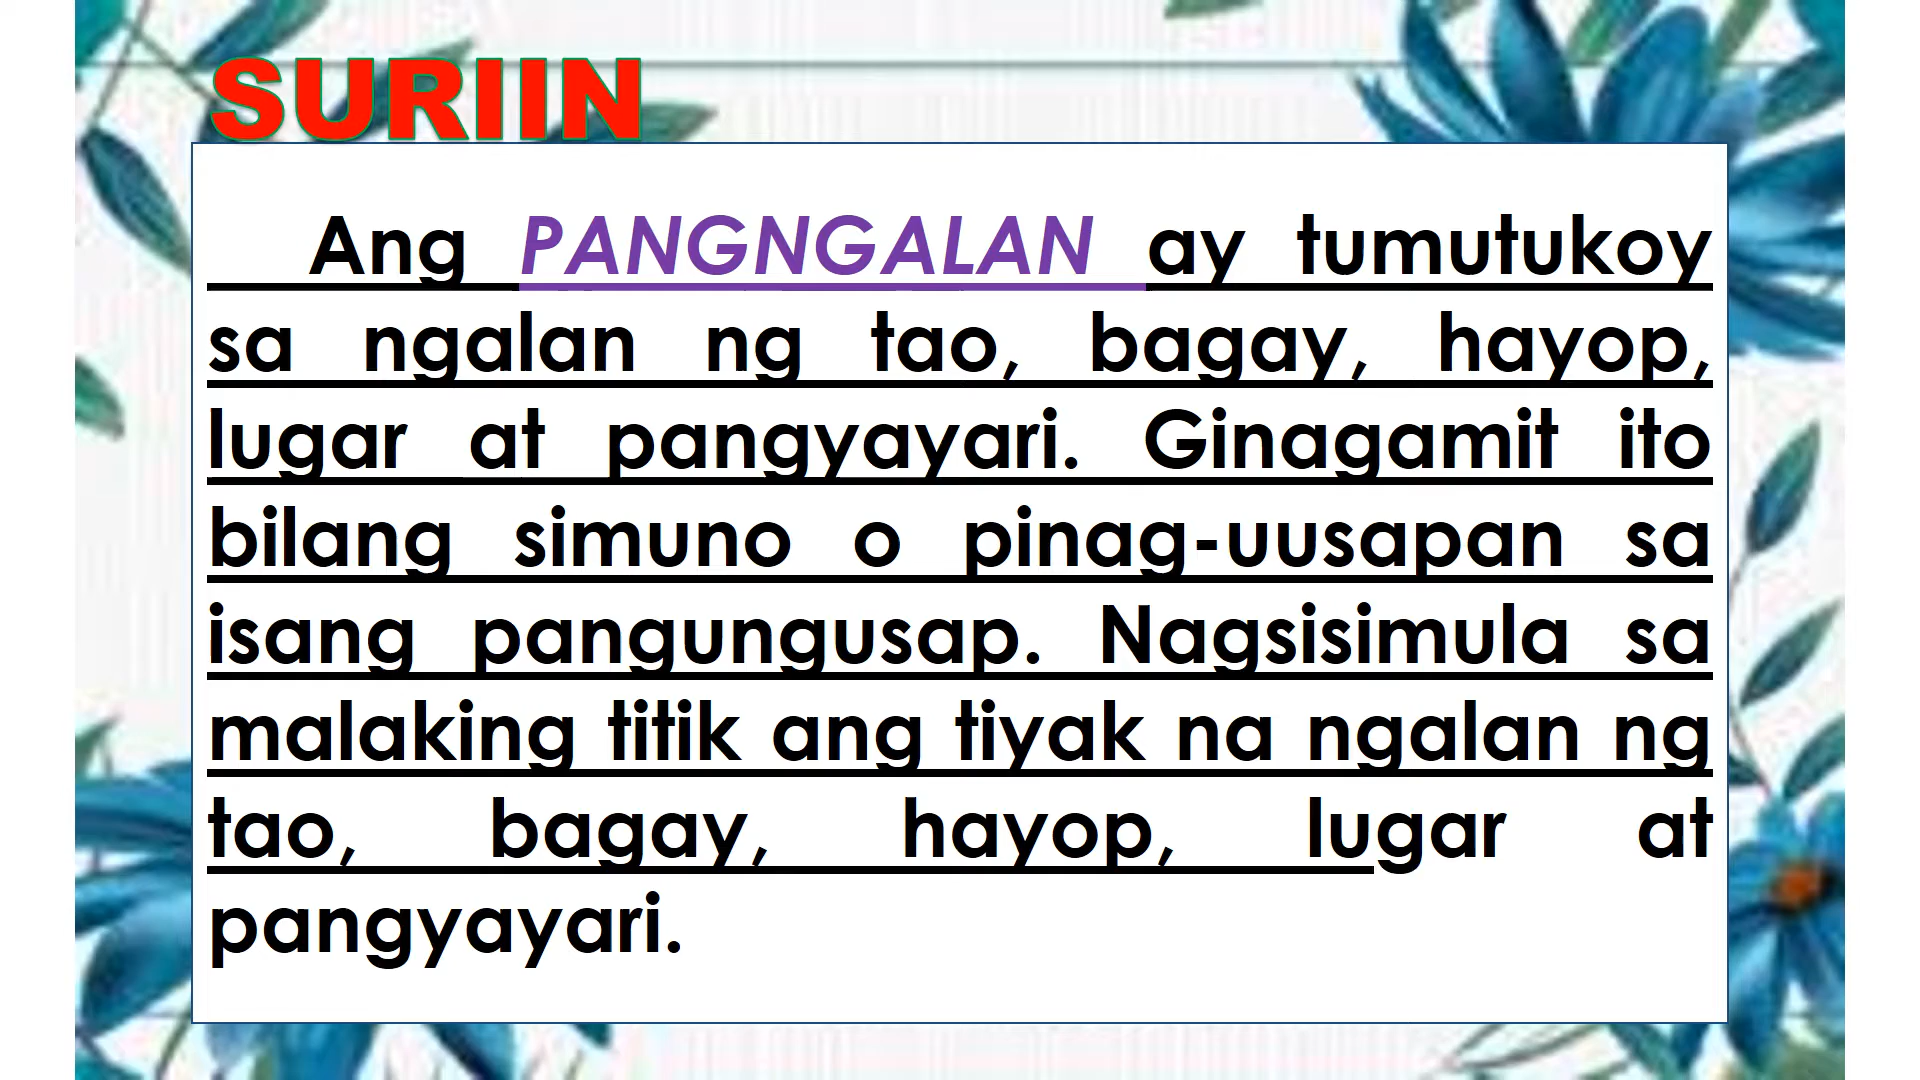 SURIIN
Ang PANGNGALAN ay tumutukoy
sa ngalan ng tao, bagay, hayop,
lugar at pangyayari. Ginagamit ito
bilang simuno o pinag-uusapan sa
isang pangungusap. Nagsisimula sa
malaking titik ang tiyak na ngalan ng
tao, bagay, hayop, lugar at
pangyayari.